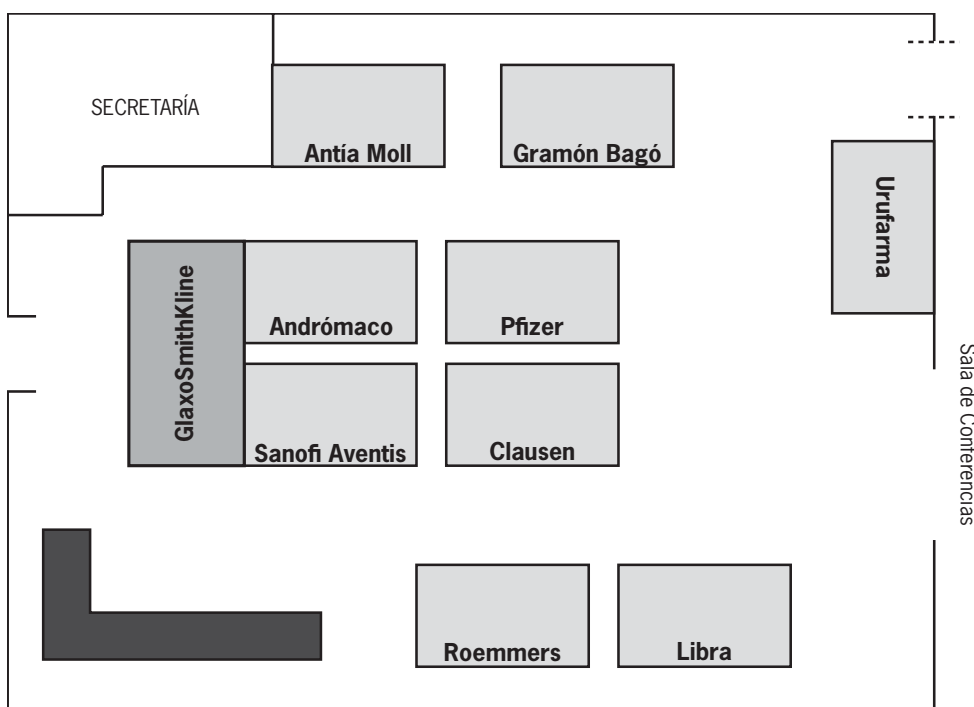 SECRETARÍA
Antía Moll
Gramón Bagó
Urufarma
GlaxoSmithKline
Andrómaco
Pfizer
Sala de Conferencias
Sanofi Aventis
Clausen
Roemmers
Libra